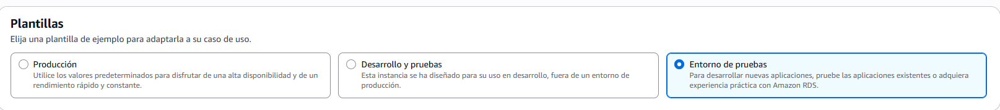 Plantillas
Elija una plantilla de ejemplo para adaptarla a su caso de uso.
Producción
Utilice los valores predeterminados para disfrutar de una alta disponibilidad y de un
rendimiento rápido y constante.
Desarrollo y pruebas
Esta instancia se ha diseñado para su uso en desarrollo, fuera de un entorno de
producción.
Entorno de pruebas
Para desarrollar nuevas aplicaciones, pruebe las aplicaciones existentes o adquiera
experiencia práctica con Amazon RDS.